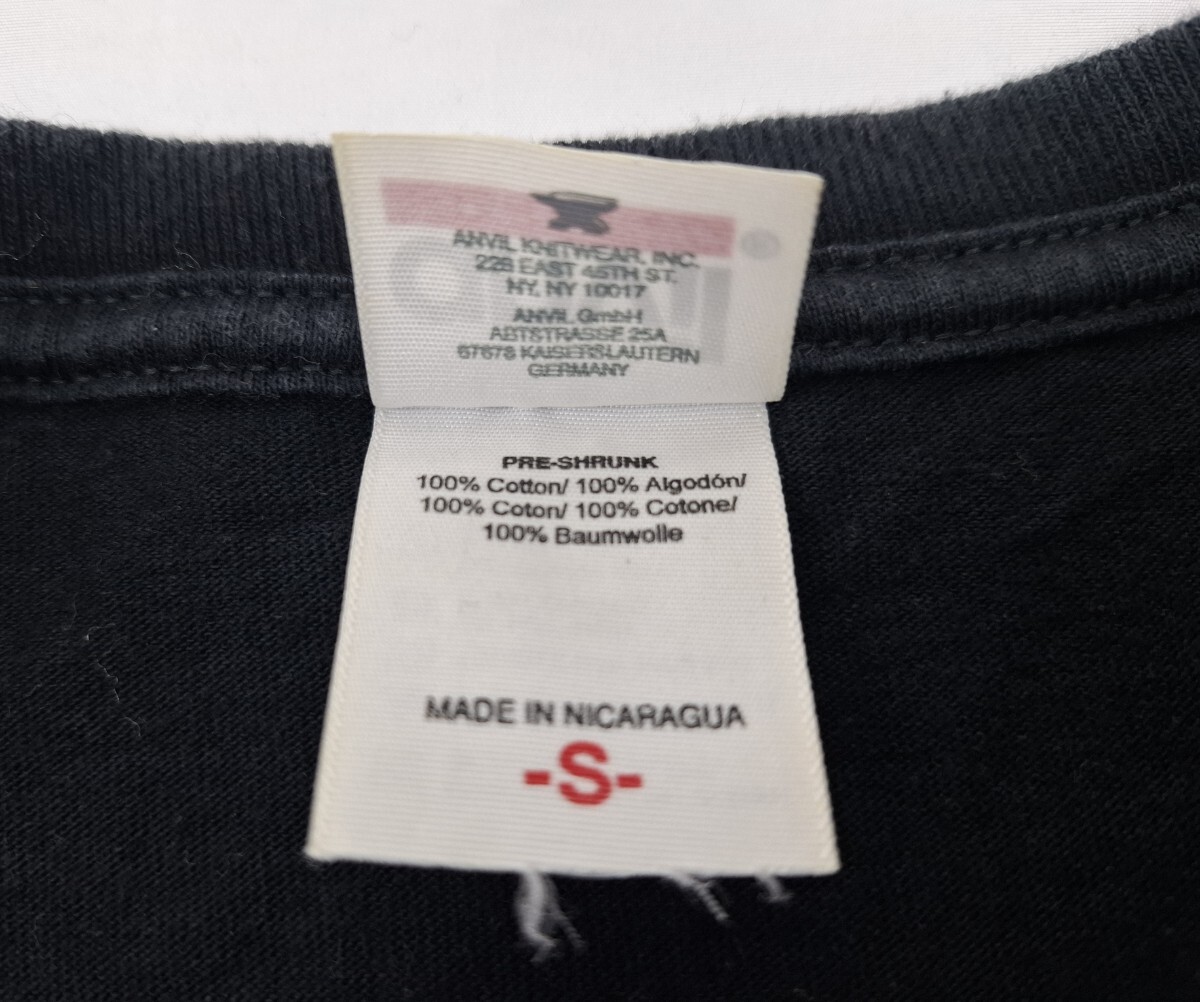 ANVIL KNITWEAR, INC.
228 EAST 45TH ST.
NY, NY 10017
ANVIL GmbH
ABTSTRASSE 25A
67678 KAISERSLAUTERN
GERMANY
PRE-SHRUNK
100% Cotton/ 100% Algodón/
100% Coton/ 100% Cotone/
100% Baumwolle
MADE IN NICARAGUA
-S-